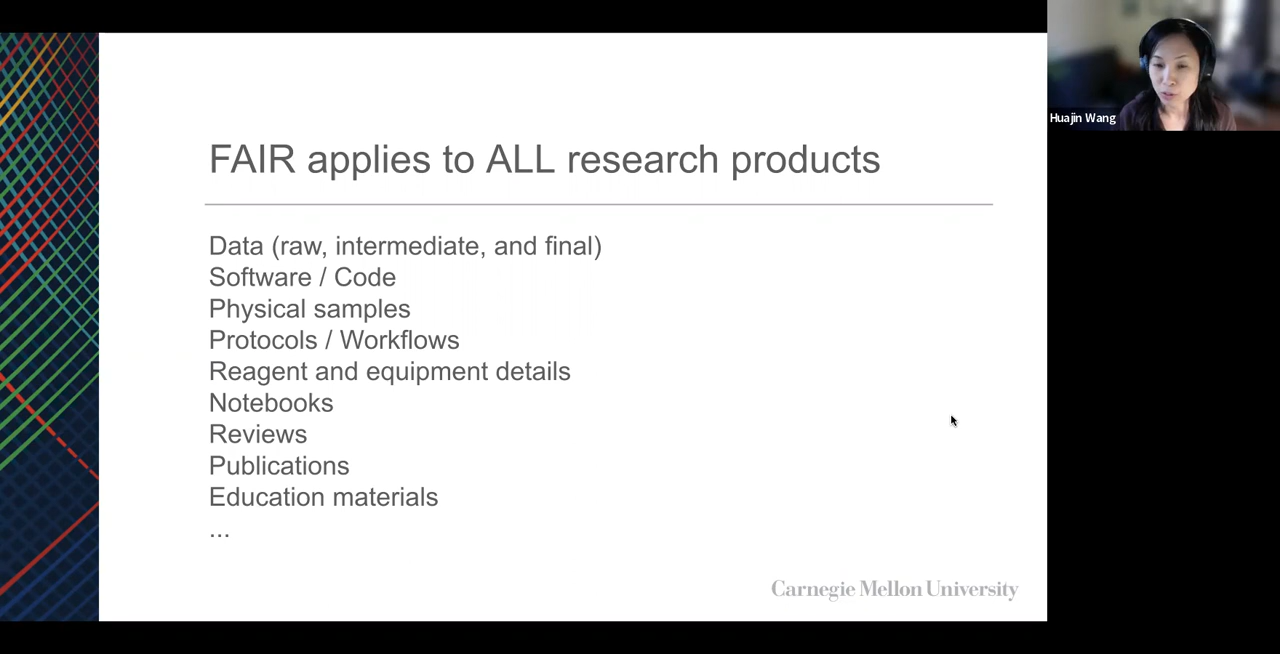 FAIR applies to ALL research products
Data (raw, intermediate, and final)
Software / Code
Physical samples
Protocols / Workflows
Reagent and equipment details
Notebooks
Reviews
Publications
Education materials
...
Carnegie Mellon University
Huajin Wang